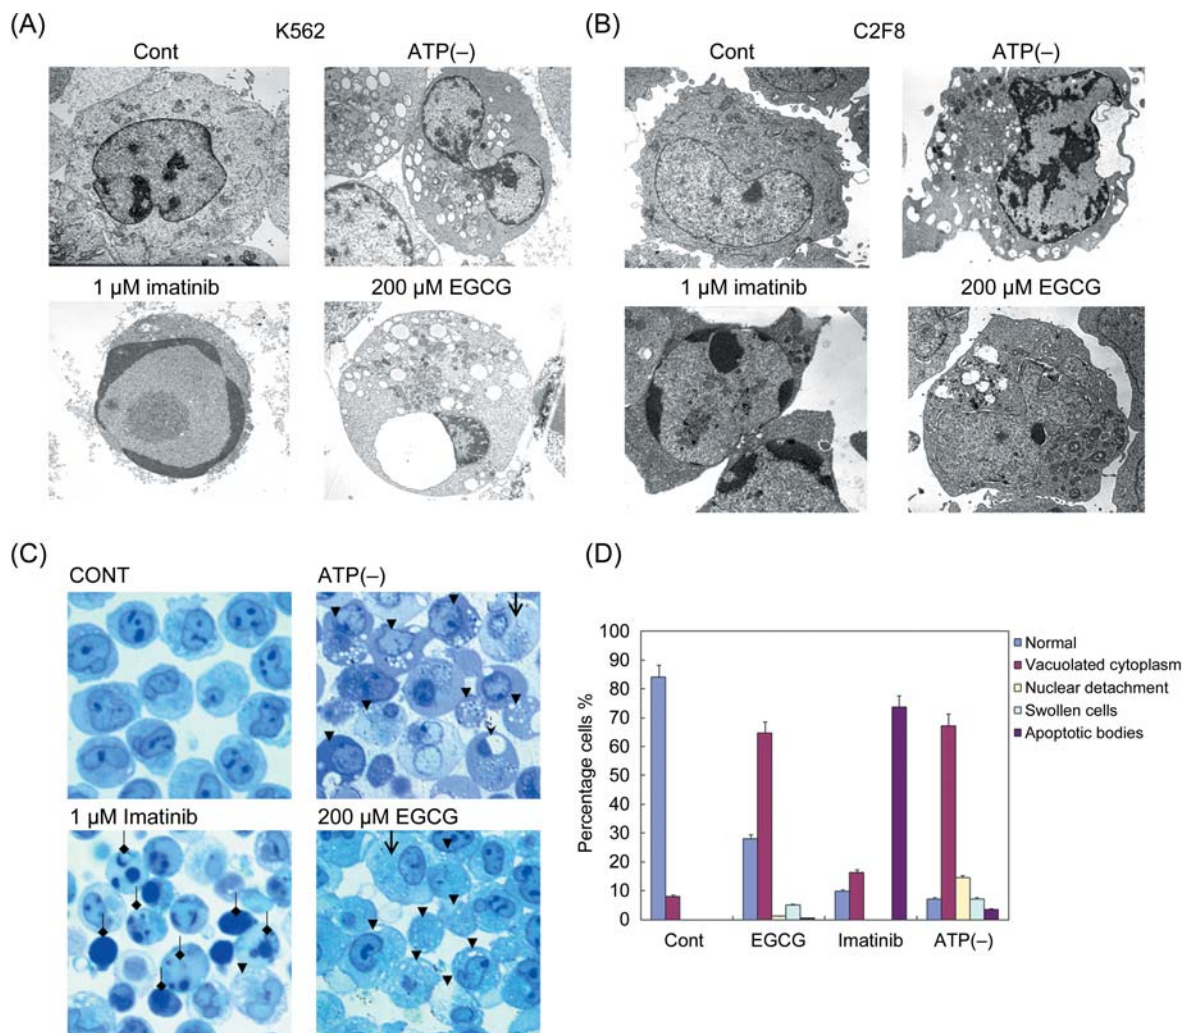 (A)
K562
Cont
ATP(–)
1 µM imatinib
200 µM EGCG
(B)
C2F8
Cont
ATP(–)
1 µM imatinib
200 µM EGCG
(C)
CONT
ATP(–)
1 µM Imatinib
200 µM EGCG
(D)
Percentage cells %
100
90
80
70
60
50
40
30
20
10
0
Cont
EGCG
Imatinib
ATP(–)
Normal
Vacuolated cytoplasm
Nuclear detachment
Swollen cells
Apoptotic bodies